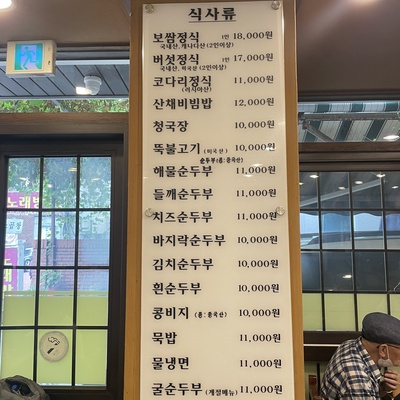 식사류
보쌈정식 1인 18,000원
국내산, 캐나다산 (2인이상)
버섯정식 1인 17,000원
국내산, 미국산 (2인이상)
코다리정식 11,000원
(러시아산)
산채비빔밥 12,000원
청국장 10,000원
뚝불고기 (미국산) 10,000원
순두부(콩:중국산)
해물순두부 11,000원
들깨순두부 11,000원
치즈순두부 11,000원
바지락순두부 10,000원
김치순두부 10,000원
흰순두부 10,000원
콩비지 (콩:중국산) 10,000원
묵밥 11,000원
물냉면 11,000원
굴순두부 (계절메뉴) 11,000원
노래